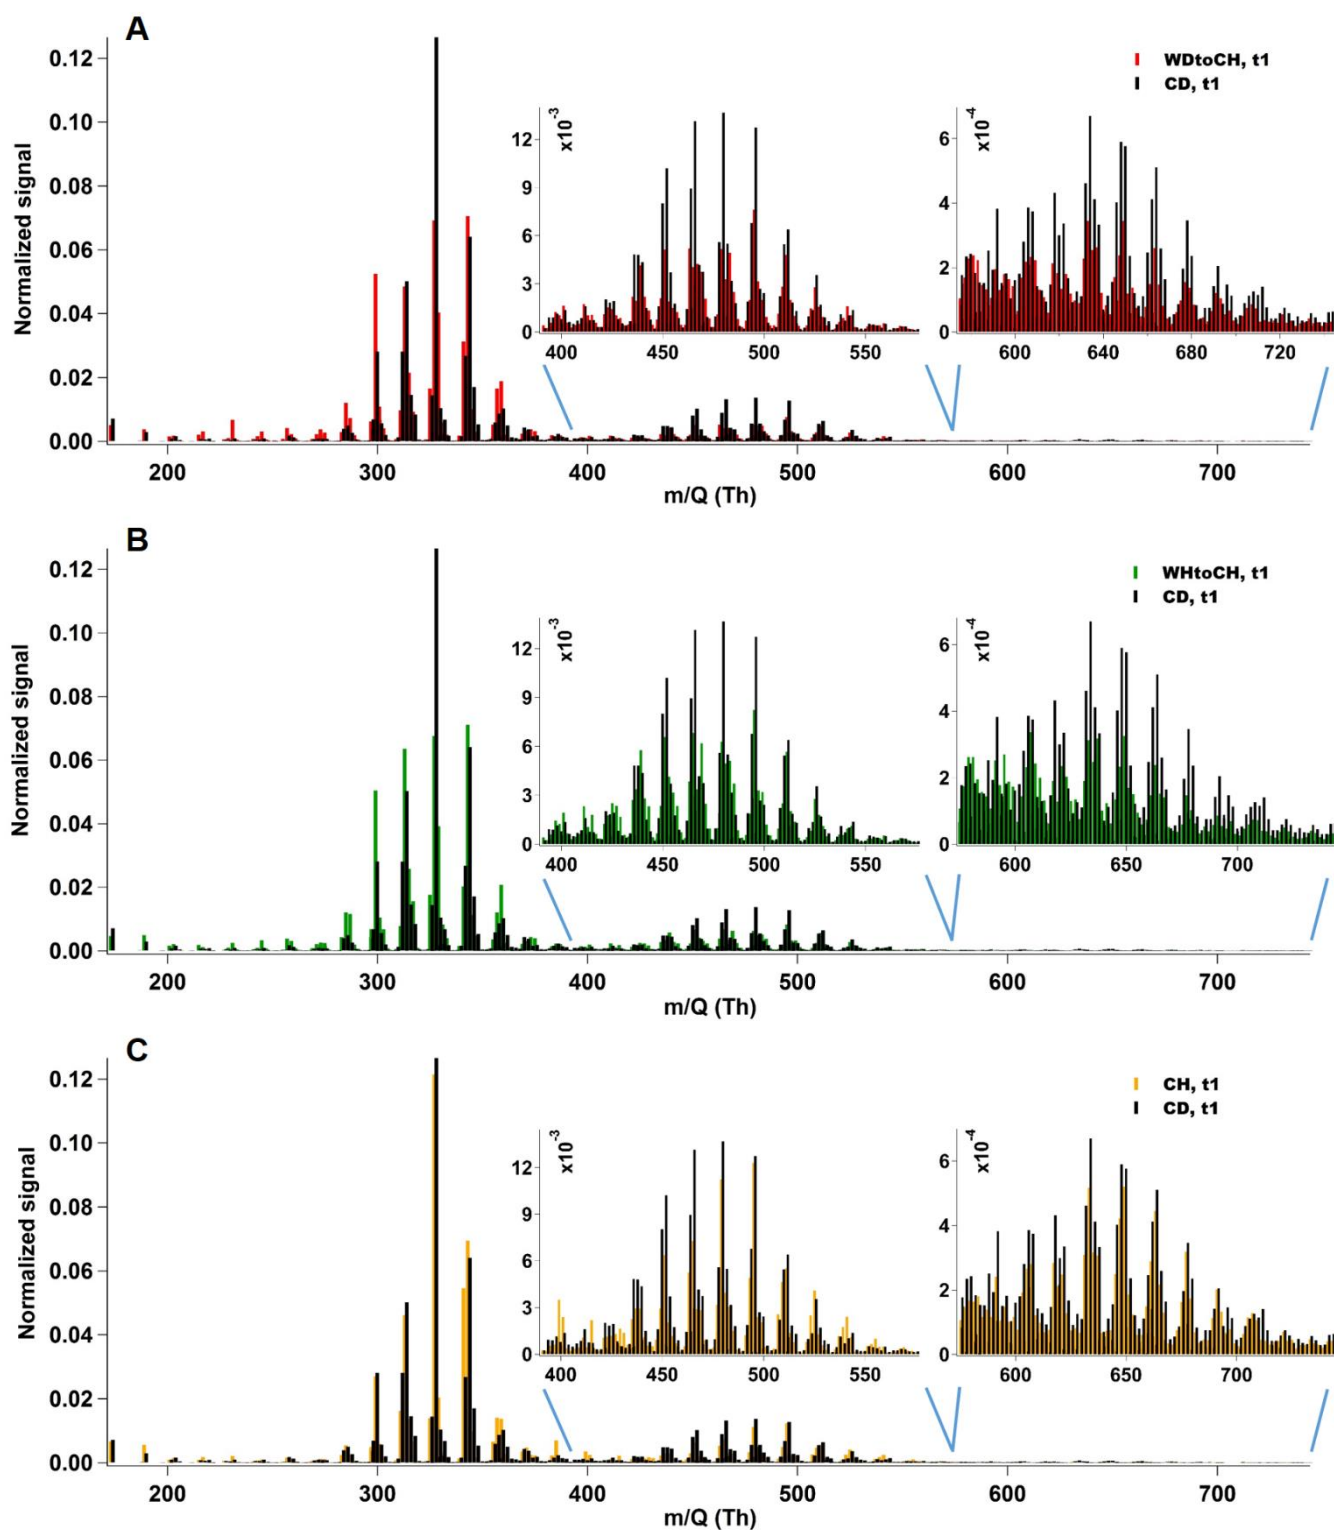 A
Normalized signal
0.12
0.10
0.08
0.06
0.04
0.02
0.00
200 300 400 500 600 700
m/Q (Th)
WDtoCH, t1
CD, t1
x10^-3
12
9
6
3
0
400 450 500 550
x10^-4
6
4
2
0
600 640 680 720
B
Normalized signal
0.12
0.10
0.08
0.06
0.04
0.02
0.00
200 300 400 500 600 700
m/Q (Th)
WHtoCH, t1
CD, t1
x10^-3
12
9
6
3
0
400 450 500 550
x10^-4
6
4
2
0
600 650 700
C
Normalized signal
0.12
0.10
0.08
0.06
0.04
0.02
0.00
200 300 400 500 600 700
m/Q (Th)
CH, t1
CD, t1
x10^-3
12
9
6
3
0
400 450 500 550
x10^-4
6
4
2
0
600 650 700